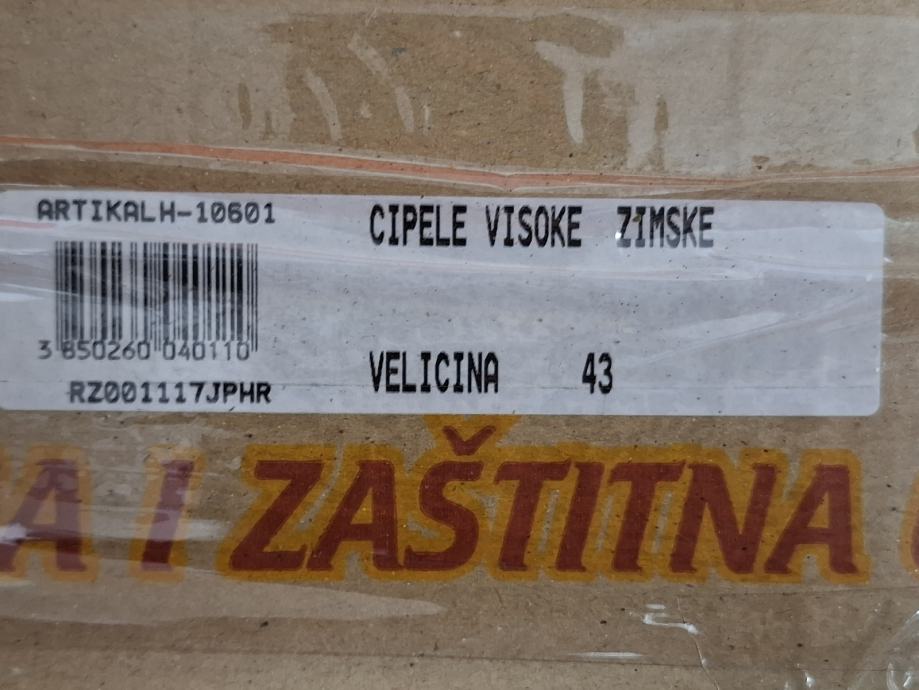 ARTIKALH-10601
CIPELE VISOKE ZIMSKE
3 850260 040110
VELICINA 43
RZ001117JPHR
A I ZAŠTITNA